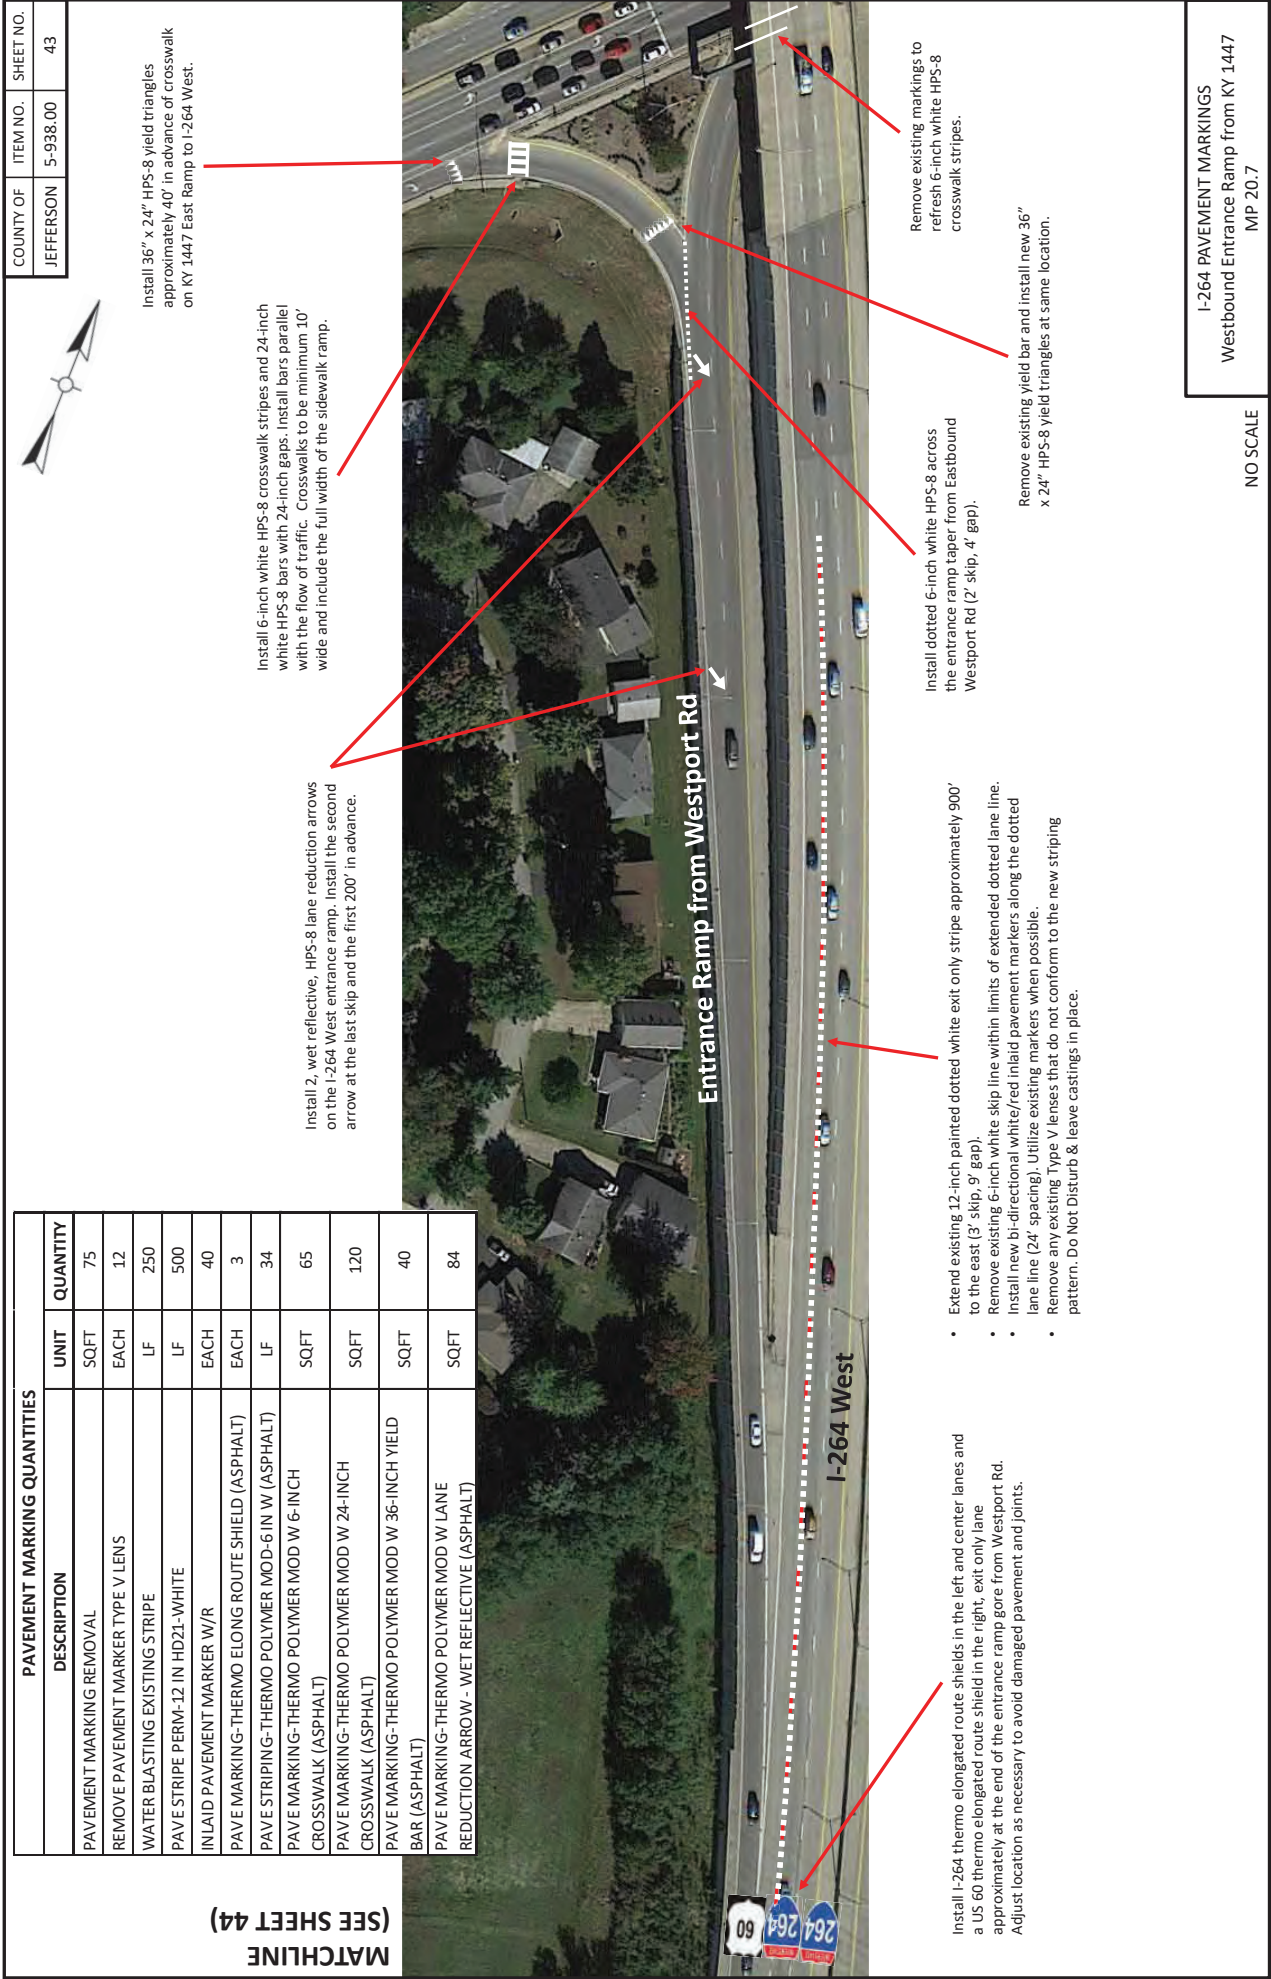 COUNTY OF ITEM NO. SHEET NO.
JEFFERSON 5-938.00 43
PAVEMENT MARKING QUANTITIES
DESCRIPTION UNIT QUANTITY
PAVEMENT MARKING REMOVAL SQFT 75
REMOVE PAVEMENT MARKER TYPE V LENS EACH 12
WATER BLASTING EXISTING STRIPE LF 250
PAVE STRIPE PERM-12 IN HD21-WHITE LF 500
INLAID PAVEMENT MARKER W/R EACH 40
PAVE MARKING-THERMO ELONG ROUTE SHIELD (ASPHALT) EACH 3
PAVE STRIPING-THERMO POLYMER MOD-6 IN W (ASPHALT) LF 34
PAVE MARKING-THERMO POLYMER MOD W 6-INCH
CROSSWALK (ASPHALT) SQFT 65
PAVE MARKING-THERMO POLYMER MOD W 24-INCH
CROSSWALK (ASPHALT) SQFT 120
PAVE MARKING-THERMO POLYMER MOD W 36-INCH YIELD
BAR (ASPHALT) SQFT 40
PAVE MARKING-THERMO POLYMER MOD W LANE
REDUCTION ARROW - WET REFLECTIVE (ASPHALT) SQFT 84
Install 2, wet reflective, HPS-8 lane reduction arrows
on the I-264 West entrance ramp. Install the second
arrow at the last skip and the first 200' in advance.
Install 6-inch white HPS-8 crosswalk stripes and 24-inch
white HPS-8 bars with 24-inch gaps. Install bars parallel
with the flow of traffic. Crosswalks to be minimum 10'
wide and include the full width of the sidewalk ramp.
Install 36" x 24" HPS-8 yield triangles
approximately 40' in advance of crosswalk
on KY 1447 East Ramp to I-264 West.
MATCHLINE
(SEE SHEET 44)
Entrance Ramp from Westport Rd
I-264 West
60
264
264
Install I-264 thermo elongated route shields in the left and center lanes and
a US 60 thermo elongated route shield in the right, exit only lane
approximately at the end of the entrance ramp gore from Westport Rd.
Adjust location as necessary to avoid damaged pavement and joints.
• Extend existing 12-inch painted dotted white exit only stripe approximately 900'
to the east (3' skip, 9' gap).
• Remove existing 6-inch white skip line within limits of extended dotted lane line.
• Install new bi-directional white/red inlaid pavement markers along the dotted
lane line (24' spacing). Utilize existing markers when possible.
• Remove any existing Type V lenses that do not conform to the new striping
pattern. Do Not Disturb & leave castings in place.
Install dotted 6-inch white HPS-8 across
the entrance ramp taper from Eastbound
Westport Rd (2' skip, 4' gap).
Remove existing yield bar and install new 36"
x 24" HPS-8 yield triangles at same location.
Remove existing markings to
refresh 6-inch white HPS-8
crosswalk stripes.
NO SCALE
I-264 PAVEMENT MARKINGS
Westbound Entrance Ramp from KY 1447
MP 20.7